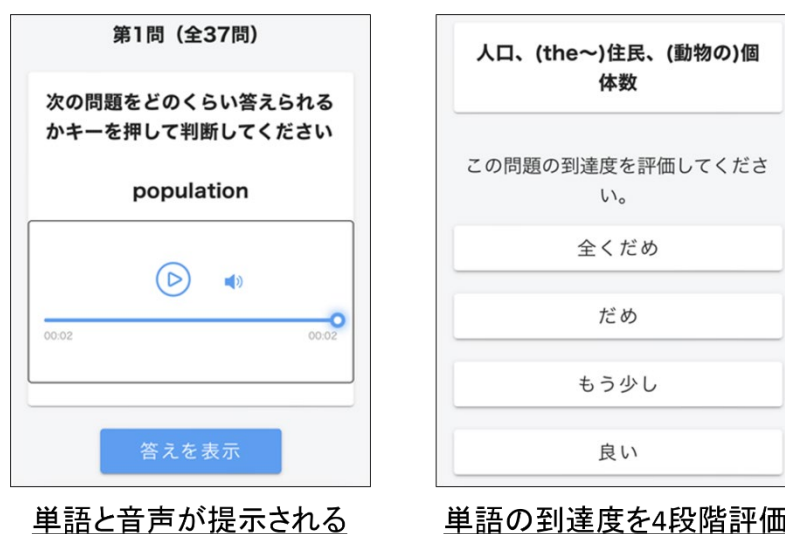 第1問（全37問）
次の問題をどのくらい答えられる
かキーを押して判断してください
population
00:02
00:02
答えを表示
単語と音声が提示される
人口、(the～)住民、(動物の)個
体数
この問題の到達度を評価してくださ
い。
全くだめ
だめ
もう少し
良い
単語の到達度を4段階評価